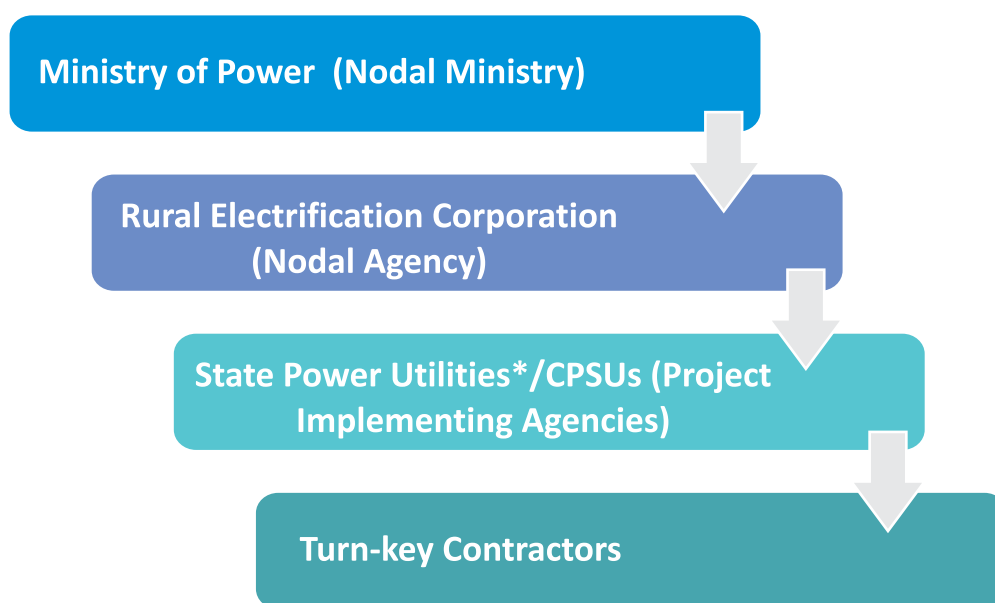 Ministry of Power  (Nodal Ministry)
Rural Electrification Corporation
(Nodal Agency)
State Power Utilities*/CPSUs (Project
Implementing Agencies)
Turn-key Contractors